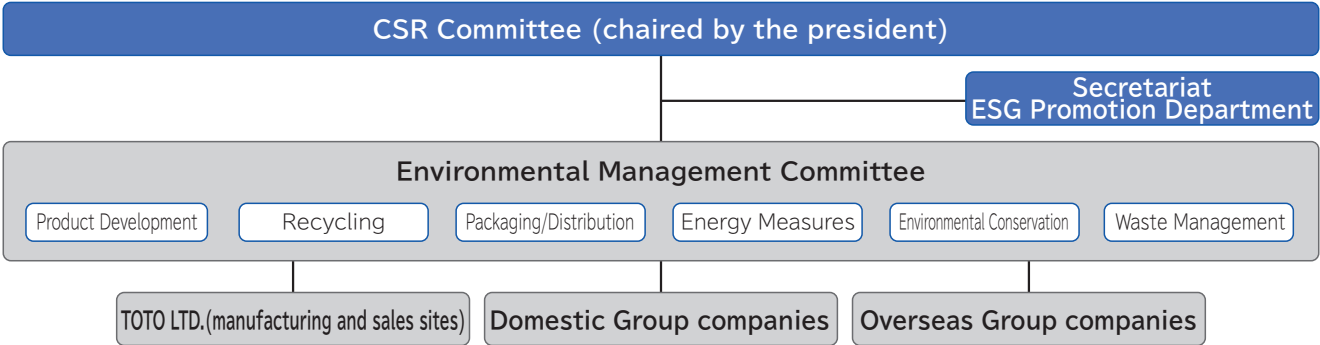 CSR Committee (chaired by the president)
Secretariat
ESG Promotion Department
Environmental Management Committee
Product Development
Recycling
Packaging/Distribution
Energy Measures
Environmental Conservation
Waste Management
TOTO LTD.(manufacturing and sales sites)
Domestic Group companies
Overseas Group companies